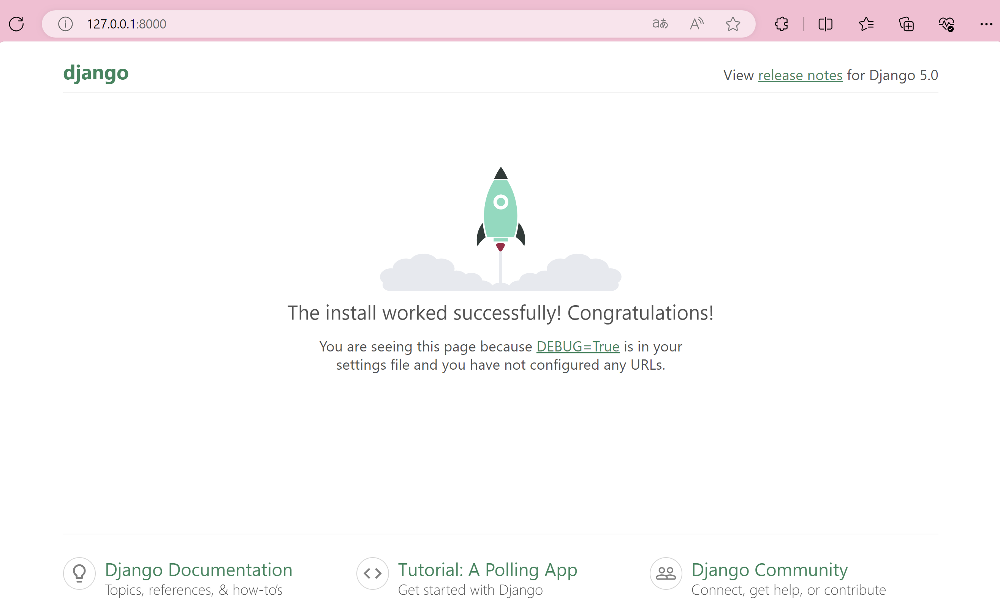 127.0.0.1:8000
aあ
A
django
View release notes for Django 5.0
The install worked successfully! Congratulations!
You are seeing this page because DEBUG=True is in your
settings file and you have not configured any URLs.
Django Documentation
Topics, references, & how-to’s
Tutorial: A Polling App
Get started with Django
Django Community
Connect, get help, or contribute